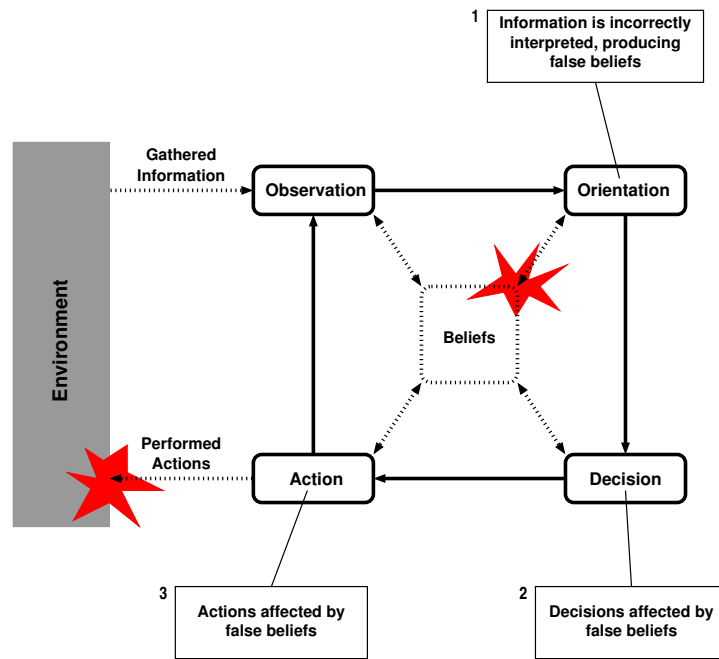 1
Information is incorrectly
interpreted, producing
false beliefs
Gathered
Information
Observation
Orientation
Environment
Beliefs
Performed
Actions
Action
Decision
3
Actions affected by
false beliefs
2
Decisions affected by
false beliefs